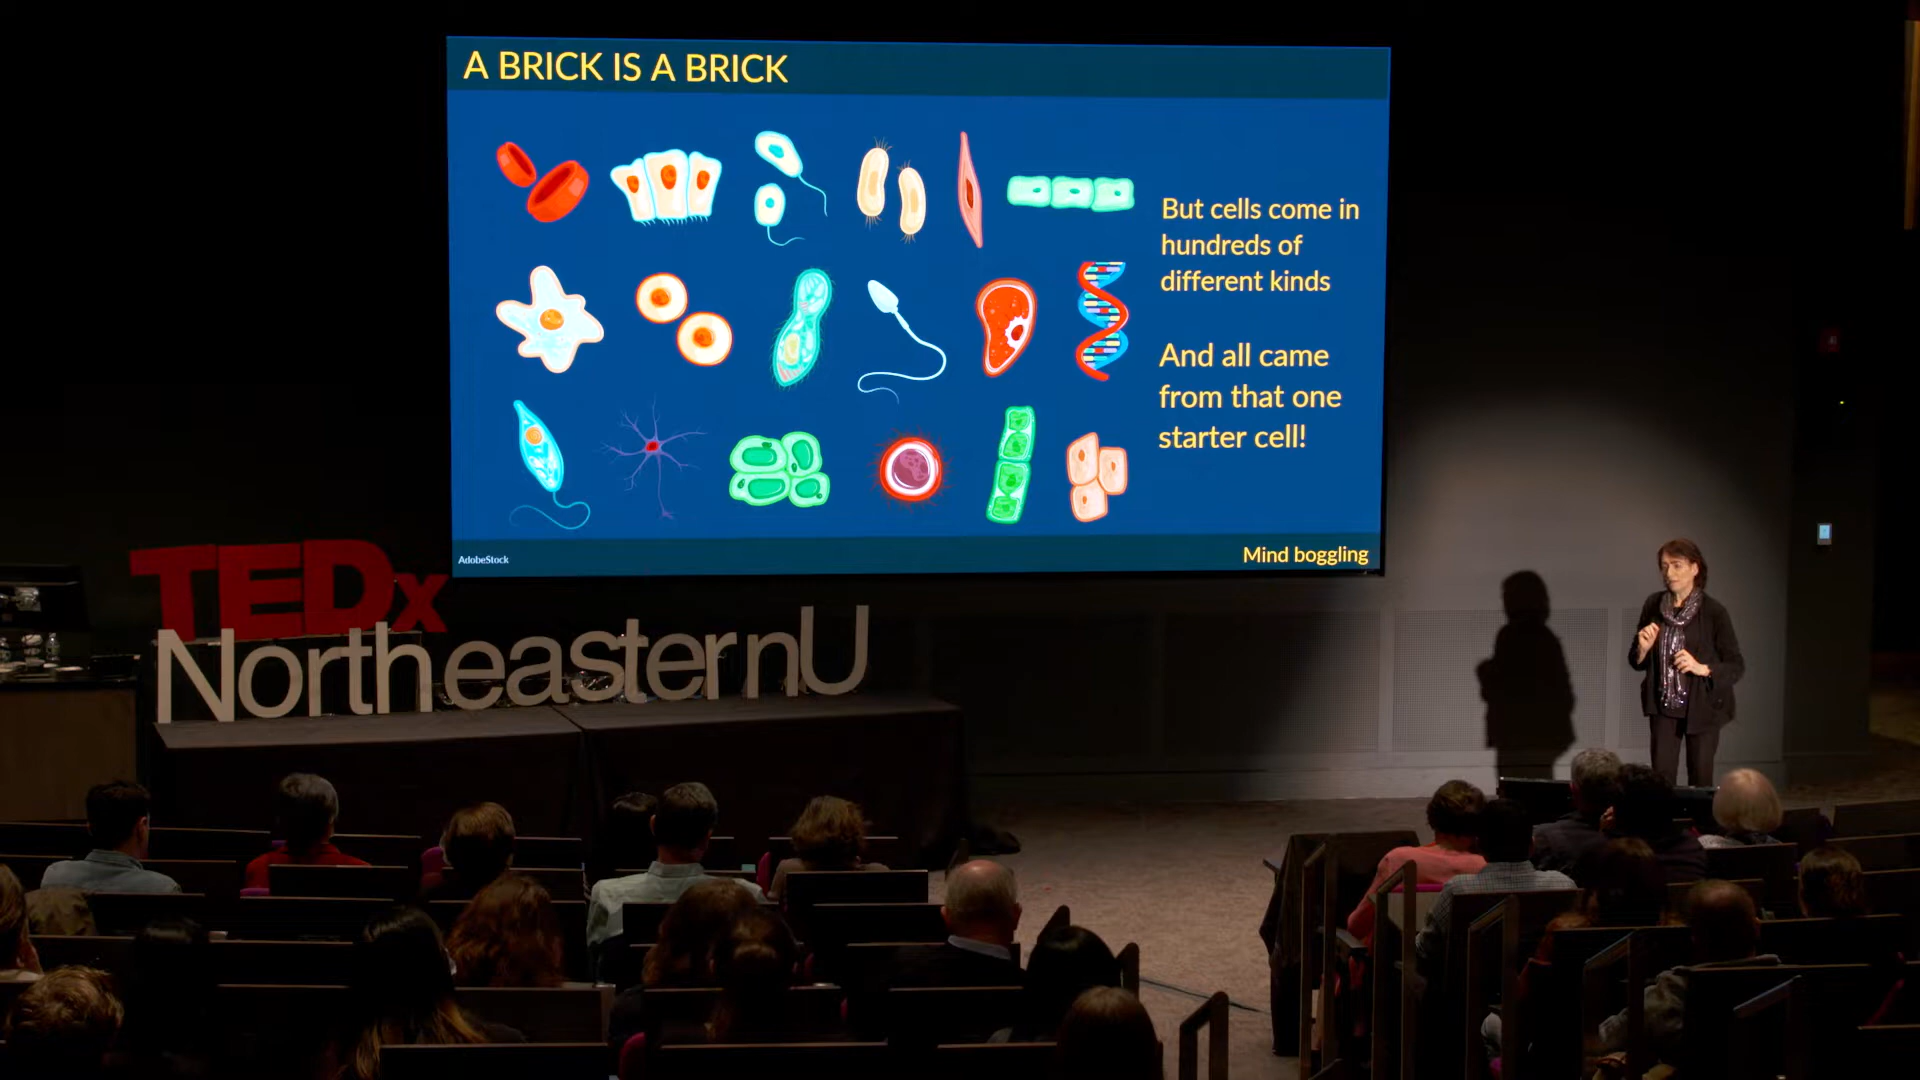 A BRICK IS A BRICK
But cells come in
hundreds of
different kinds
And all came
from that one
starter cell!
AdobeStock
Mind boggling
TEDx
NortheasternU